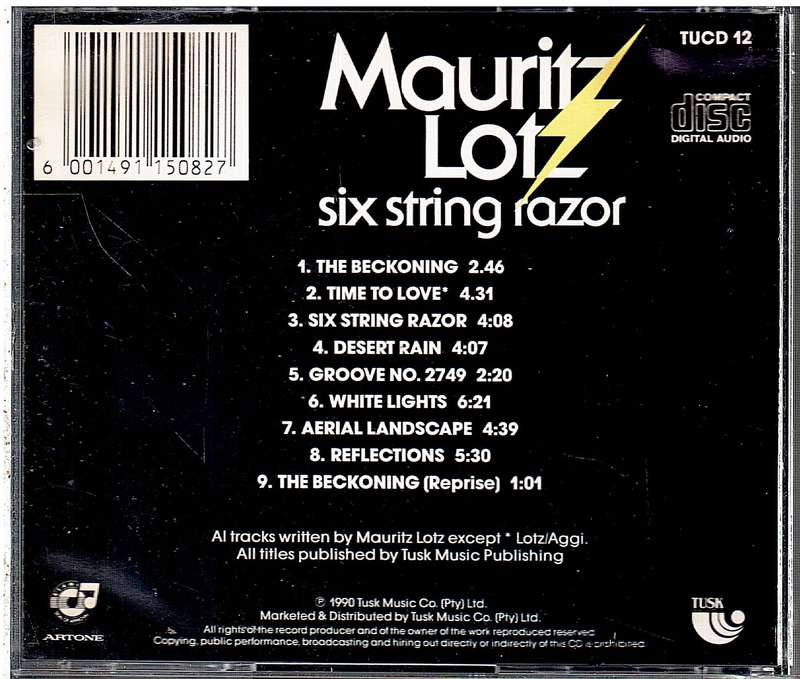 TUCD 12
Mauritz
Lotz
COMPACT
disc
DIGITAL AUDIO
6 001491 150827
six string razor
1. THE BECKONING 2.46
2. TIME TO LOVE* 4.31
3. SIX STRING RAZOR 4:08
4. DESERT RAIN 4:07
5. GROOVE NO. 2749 2:20
6. WHITE LIGHTS 6:21
7. AERIAL LANDSCAPE 4:39
8. REFLECTIONS 5:30
9. THE BECKONING (Reprise) 1:01
Al tracks written by Mauritz Lotz except * Lotz/Aggi.
All titles published by Tusk Music Publishing
℗ 1990 Tusk Music Co. (Pty) Ltd.
Marketed & Distributed by Tusk Music Co. (Pty) Ltd.
All rights of the record producer and of the owner of the work reproduced reserved
Copying, public performance, broadcasting and hiring out directly or indirectly of this CD is prohibited.
ARTONE
TUSK